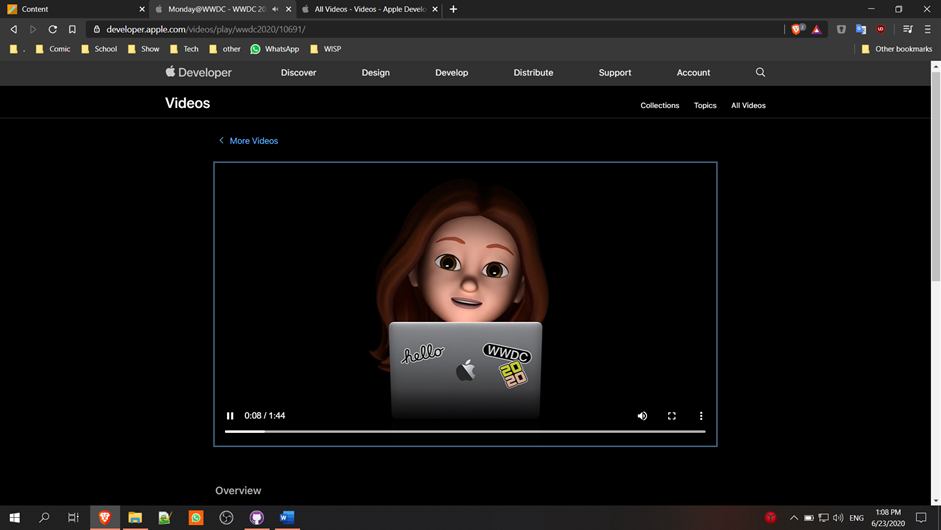 Content
Monday@WWDC - WWDC 20
All Videos - Videos - Apple Develo
developer.apple.com/videos/play/wwdc2020/10691/
.
Comic
School
Show
Tech
other
WhatsApp
WISP
Other bookmarks
Developer
Discover
Design
Develop
Distribute
Support
Account
Videos
Collections
Topics
All Videos
More Videos
hello
WWDC
20
20
0:08 / 1:44
Overview
ENG
1:08 PM
6/23/2020